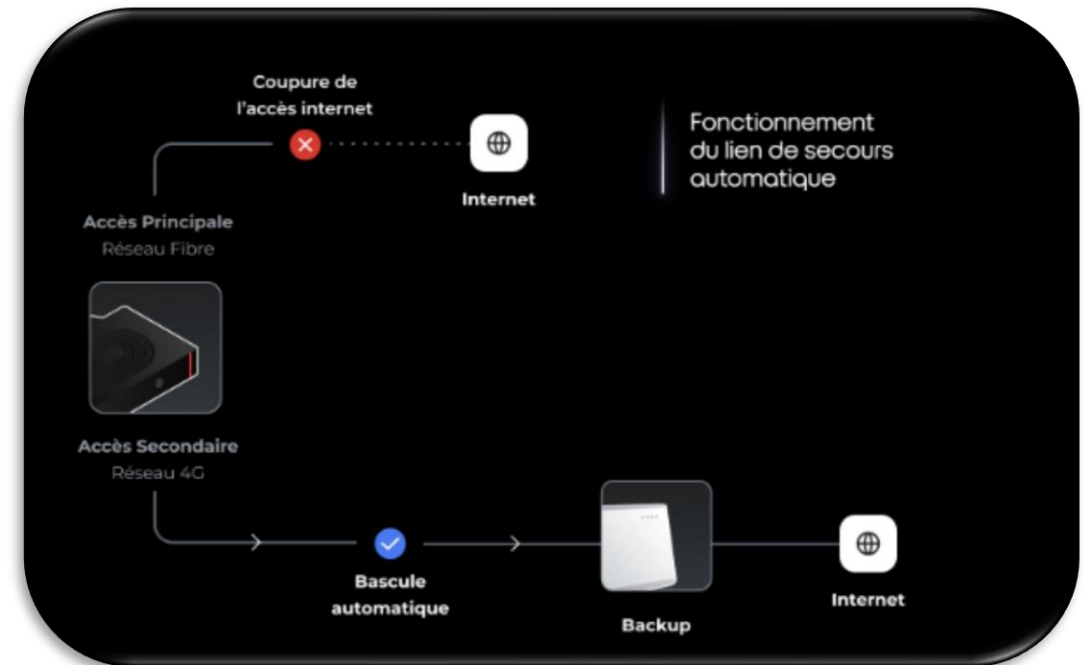 Coupure de
l'accès internet
Internet
Fonctionnement
du lien de secours
automatique
Accès Principale
Réseau Fibre
Accès Secondaire
Réseau 4G
Bascule
automatique
Backup
Internet